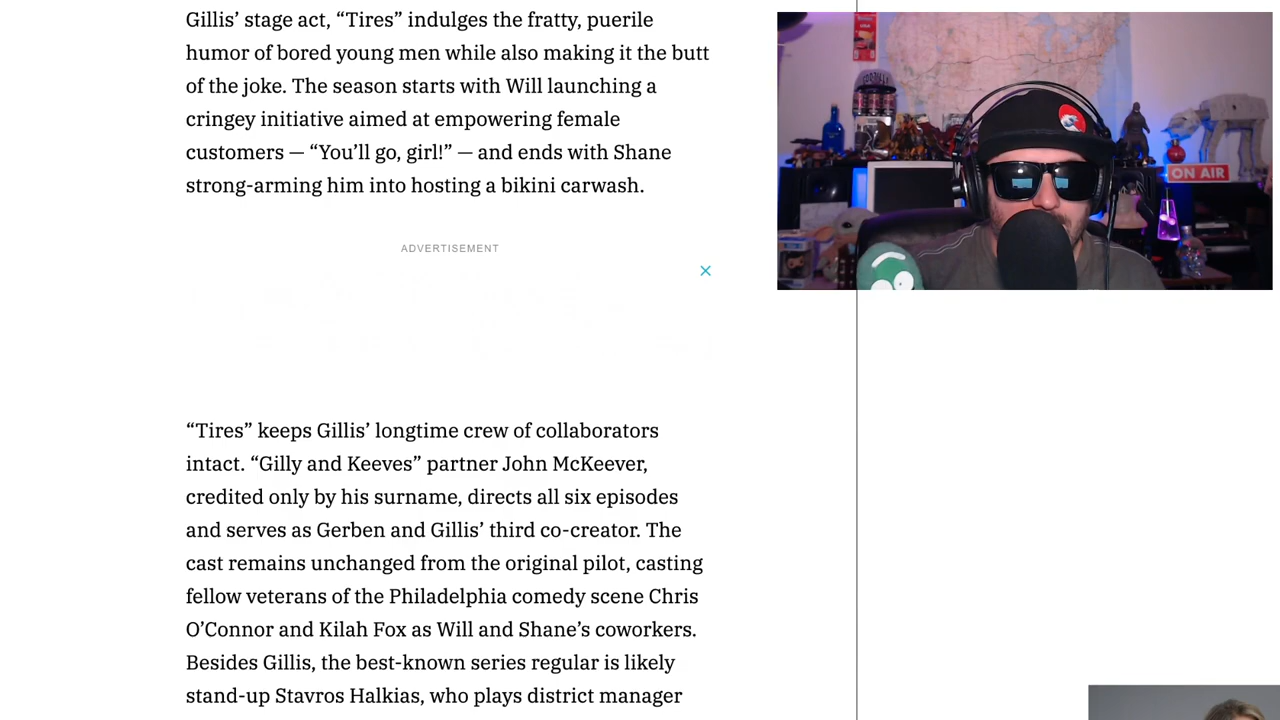 Gillis’ stage act, “Tires” indulges the fratty, puerile
humor of bored young men while also making it the butt
of the joke. The season starts with Will launching a
cringey initiative aimed at empowering female
customers — “You’ll go, girl!” — and ends with Shane
strong-arming him into hosting a bikini carwash.
ADVERTISEMENT
“Tires” keeps Gillis’ longtime crew of collaborators
intact. “Gilly and Keeves” partner John McKeever,
credited only by his surname, directs all six episodes
and serves as Gerben and Gillis’ third co-creator. The
cast remains unchanged from the original pilot, casting
fellow veterans of the Philadelphia comedy scene Chris
O’Connor and Kilah Fox as Will and Shane’s coworkers.
Besides Gillis, the best-known series regular is likely
stand-up Stavros Halkias, who plays district manager
ON AIR